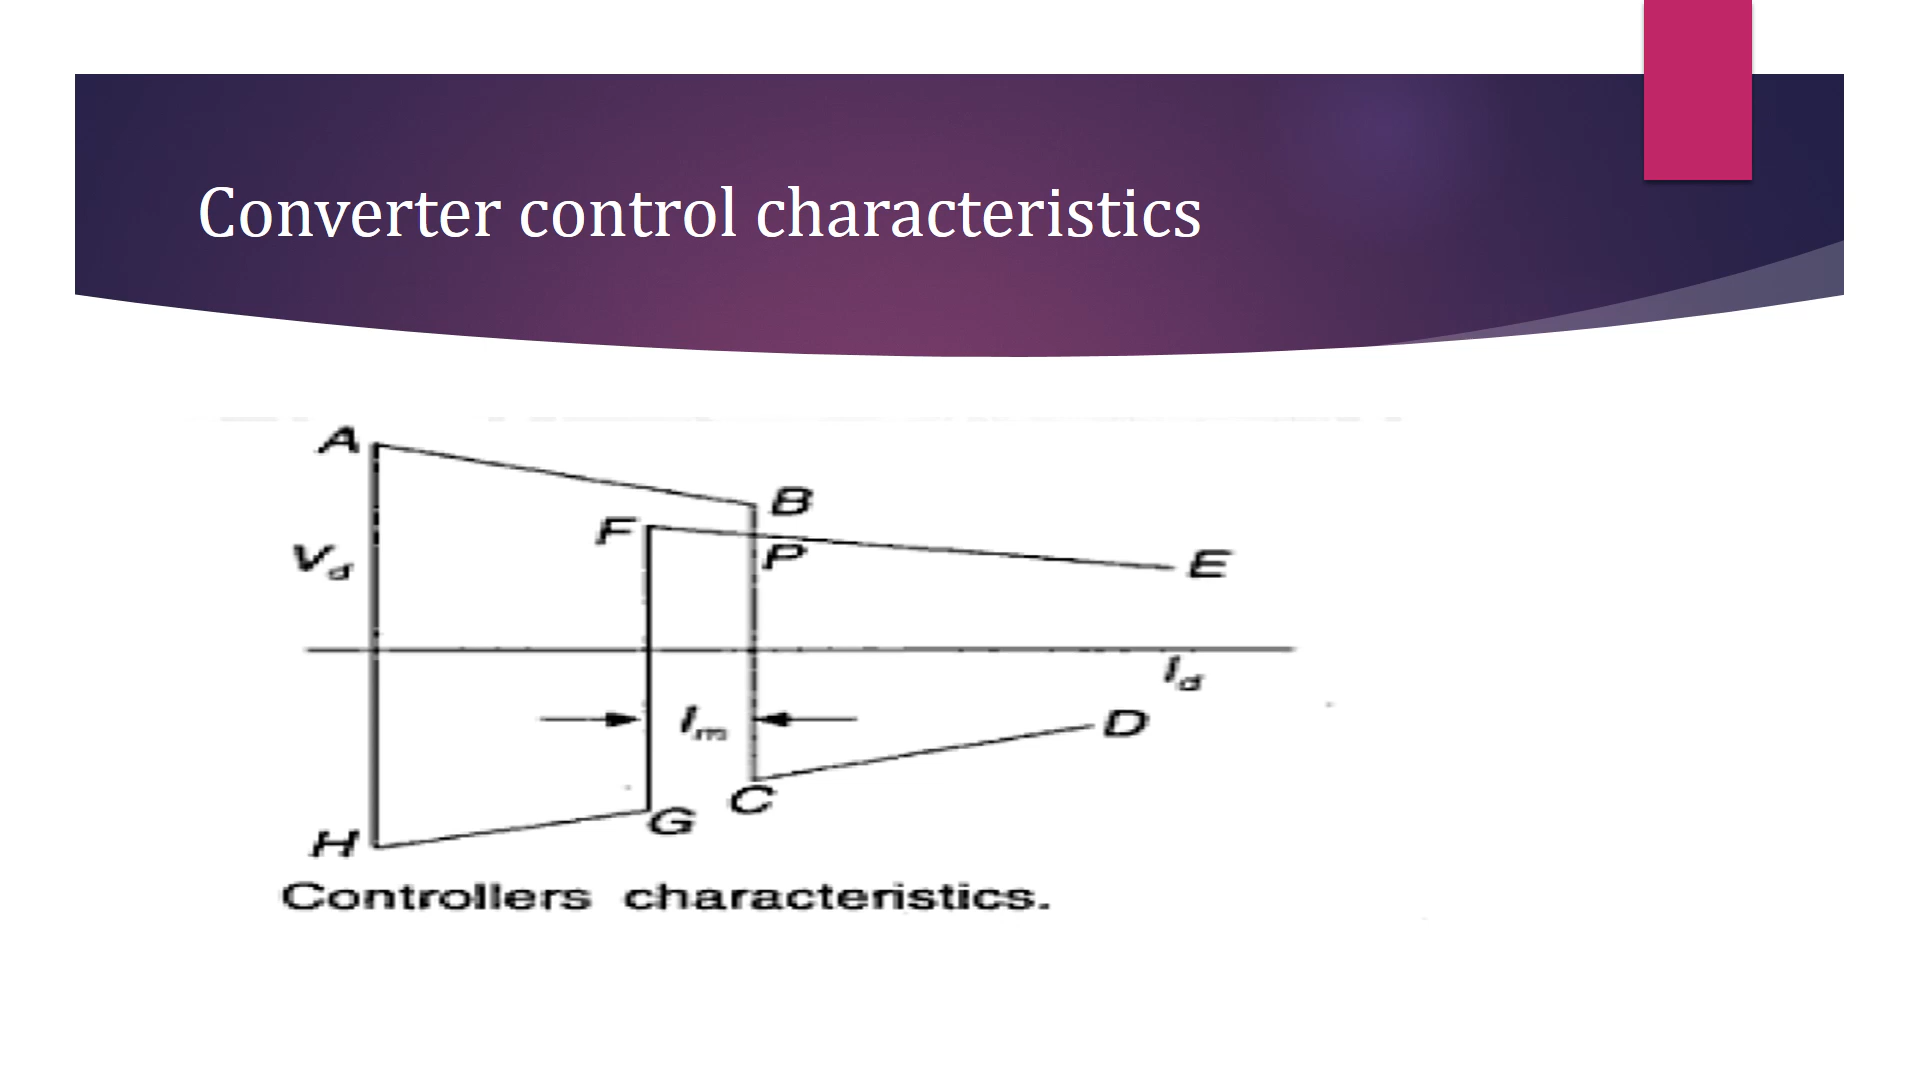 Converter control characteristics
A
B
F
V_d
P
E
I_d
I_m
D
C
G
H
Controllers characteristics.